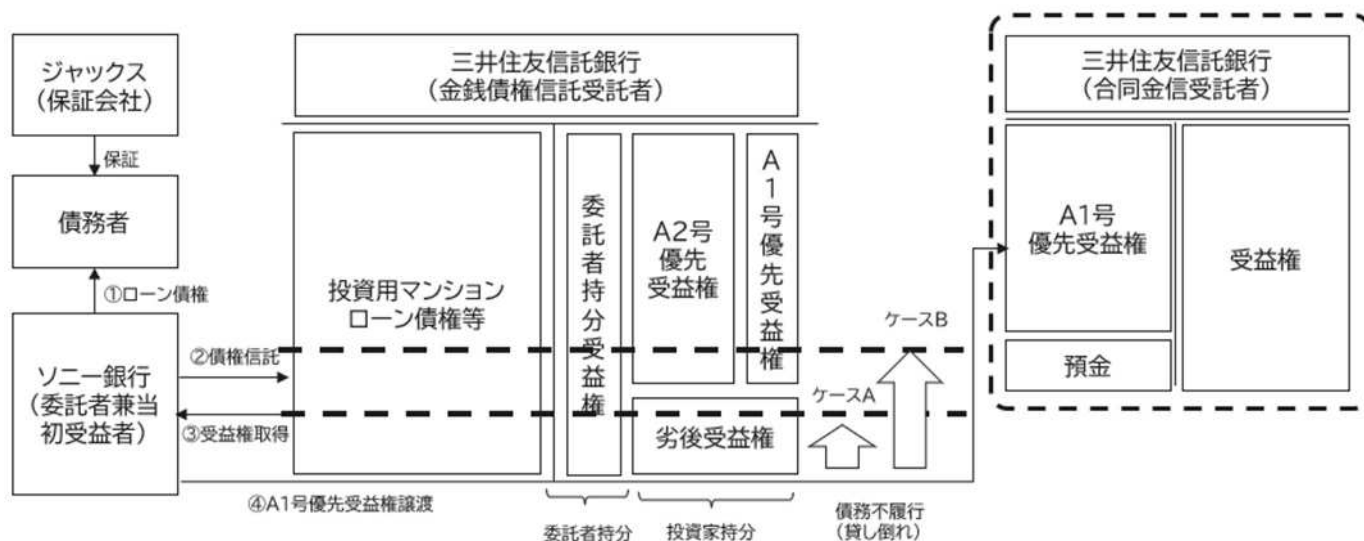 ジャックス
（保証会社）
保証
債務者
①ローン債権
ソニー銀行
（委託者兼当
初受益者）
②債権信託
③受益権取得
④A1号優先受益権譲渡
三井住友信託銀行
（金銭債権信託受託者）
投資用マンション
ローン債権等
委託者持分受益権
A2号
優先
受益権
A1号優先受益権
劣後受益権
委託者持分
投資家持分
ケースA
ケースB
債務不履行
（貸し倒れ）
三井住友信託銀行
（合同金信受託者）
A1号
優先受益権
預金
受益権